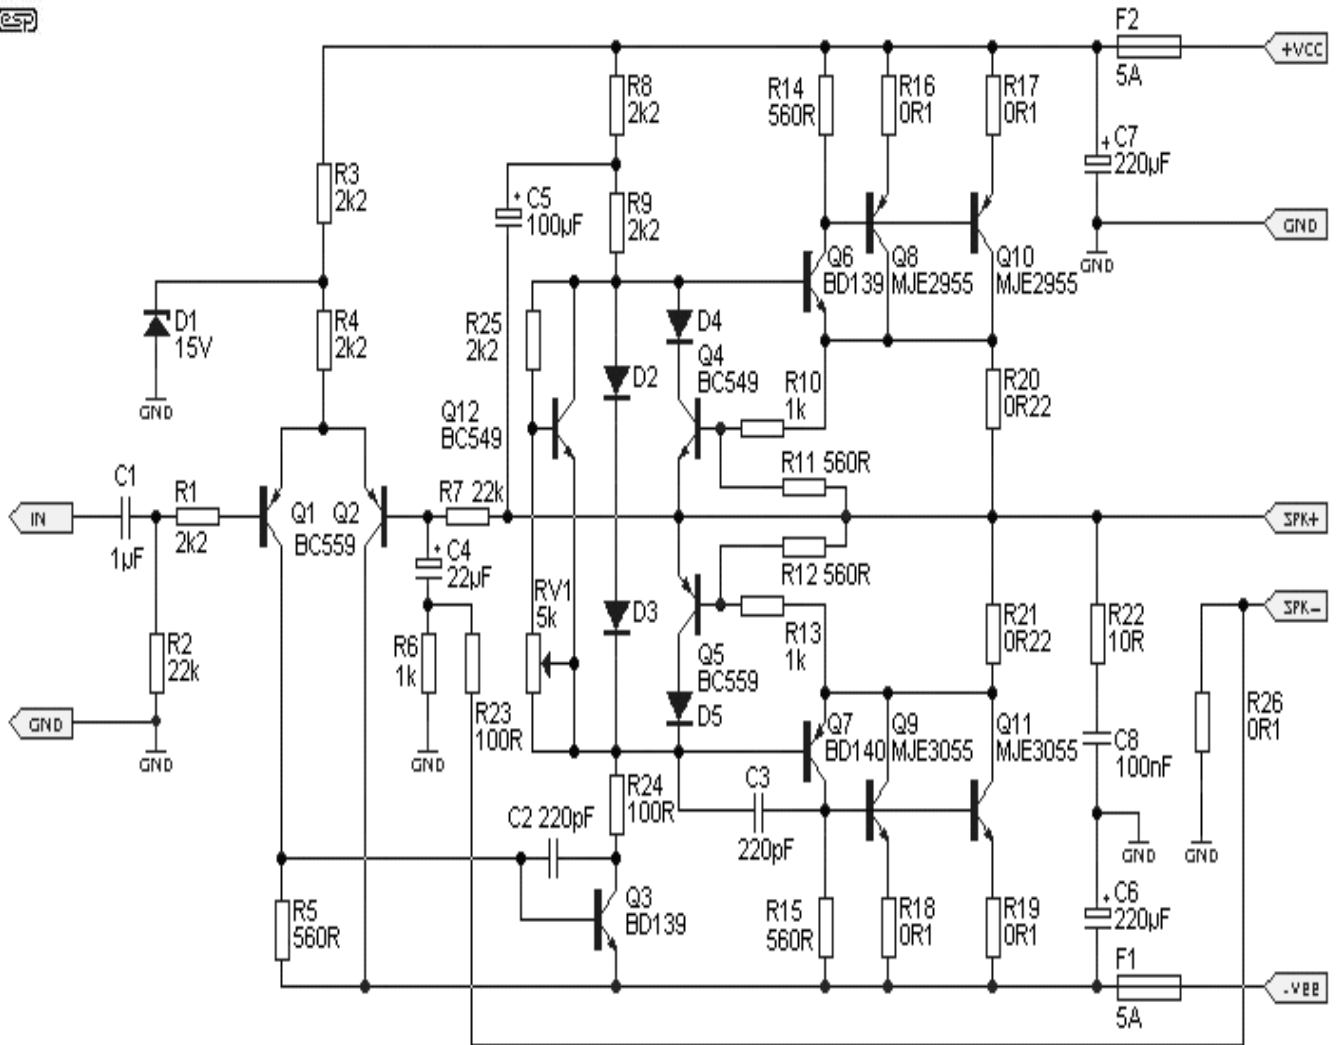 esp
F2
+VCC
5A
R8
2k2
R14
560R
R16
0R1
R17
0R1
C7
220µF
+
R3
2k2
C5
100µF
+
R9
2k2
GND
GND
Q6
BD139
Q8
MJE2955
Q10
MJE2955
D1
15V
R4
2k2
R25
2k2
D4
D2
Q4
BC549
R10
1k
R20
0R22
GND
Q12
BC549
R11 560R
C1
1µF
R1
2k2
IN
Q1 Q2
BC559
R7 22k
SPK+
C4
22µF
+
R12 560R
RV1
5k
D3
SPK-
R2
22k
R6
1k
R13
1k
R21
0R22
R22
10R
Q5
BC559
D5
R23
100R
R26
0R1
GND
GND
GND
Q7
BD140
Q9
MJE3055
Q11
MJE3055
C8
100nF
R24
100R
C3
220pF
C2 220pF
GND
GND
Q3
BD139
R5
560R
R15
560R
R18
0R1
R19
0R1
C6
220µF
+
F1
-VEE
5A